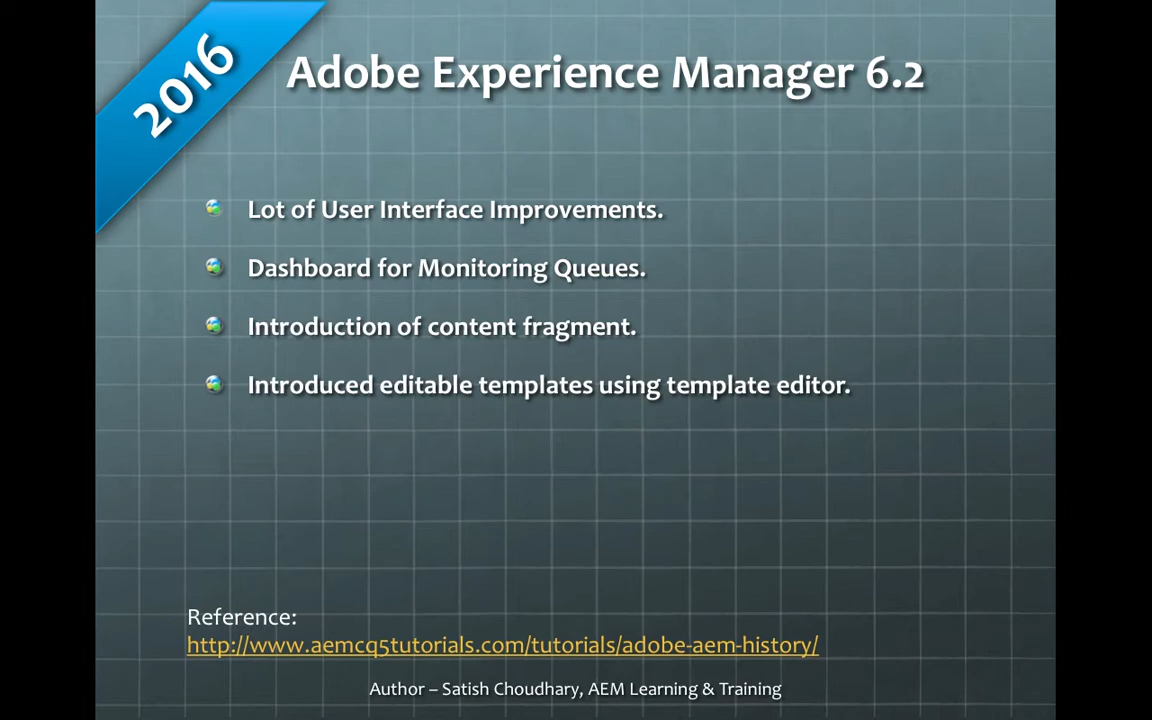 2016
Adobe Experience Manager 6.2
Lot of User Interface Improvements.
Dashboard for Monitoring Queues.
Introduction of content fragment.
Introduced editable templates using template editor.
Reference:
http://www.aemcq5tutorials.com/tutorials/adobe-aem-history/
Author – Satish Choudhary, AEM Learning & Training